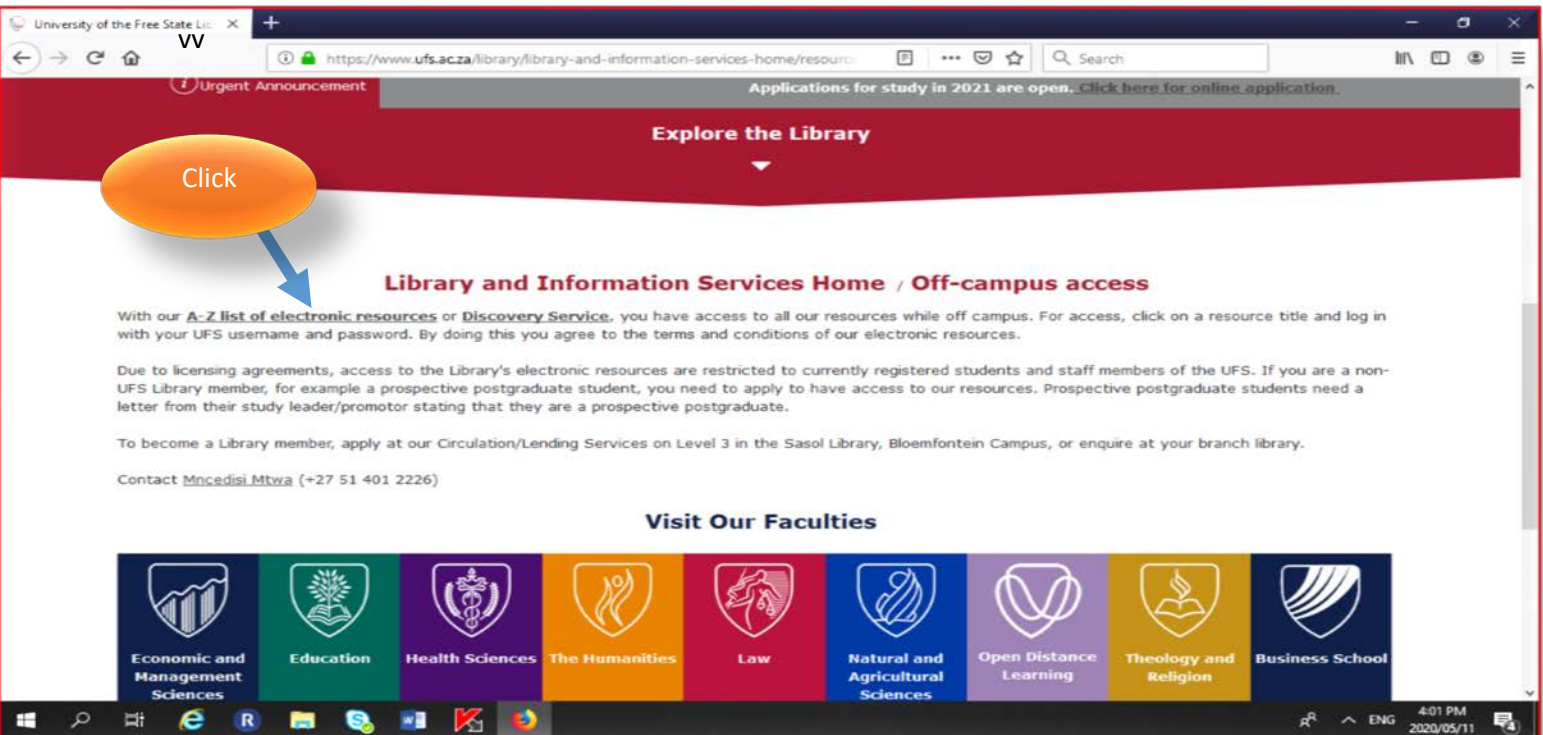 University of the Free State Li
vv
https://www.ufs.ac.za/library/library-and-information-services-home/resourc
Search
Urgent Announcement
Applications for study in 2021 are open. Click here for online application.
Explore the Library
Click
Library and Information Services Home / Off-campus access
With our A-Z list of electronic resources or Discovery Service, you have access to all our resources while off campus. For access, click on a resource title and log in
with your UFS username and password. By doing this you agree to the terms and conditions of our electronic resources.
Due to licensing agreements, access to the Library's electronic resources are restricted to currently registered students and staff members of the UFS. If you are a non-
UFS Library member, for example a prospective postgraduate student, you need to apply to have access to our resources. Prospective postgraduate students need a
letter from their study leader/promotor stating that they are a prospective postgraduate.
To become a Library member, apply at our Circulation/Lending Services on Level 3 in the Sasol Library, Bloemfontein Campus, or enquire at your branch library.
Contact Mncedisi Mtwa (+27 51 401 2226)
Visit Our Faculties
Economic and
Management
Sciences
Education
Health Sciences
The Humanities
Law
Natural and
Agricultural
Sciences
Open Distance
Learning
Theology and
Religion
Business School
ENG
4:01 PM
2020/05/11